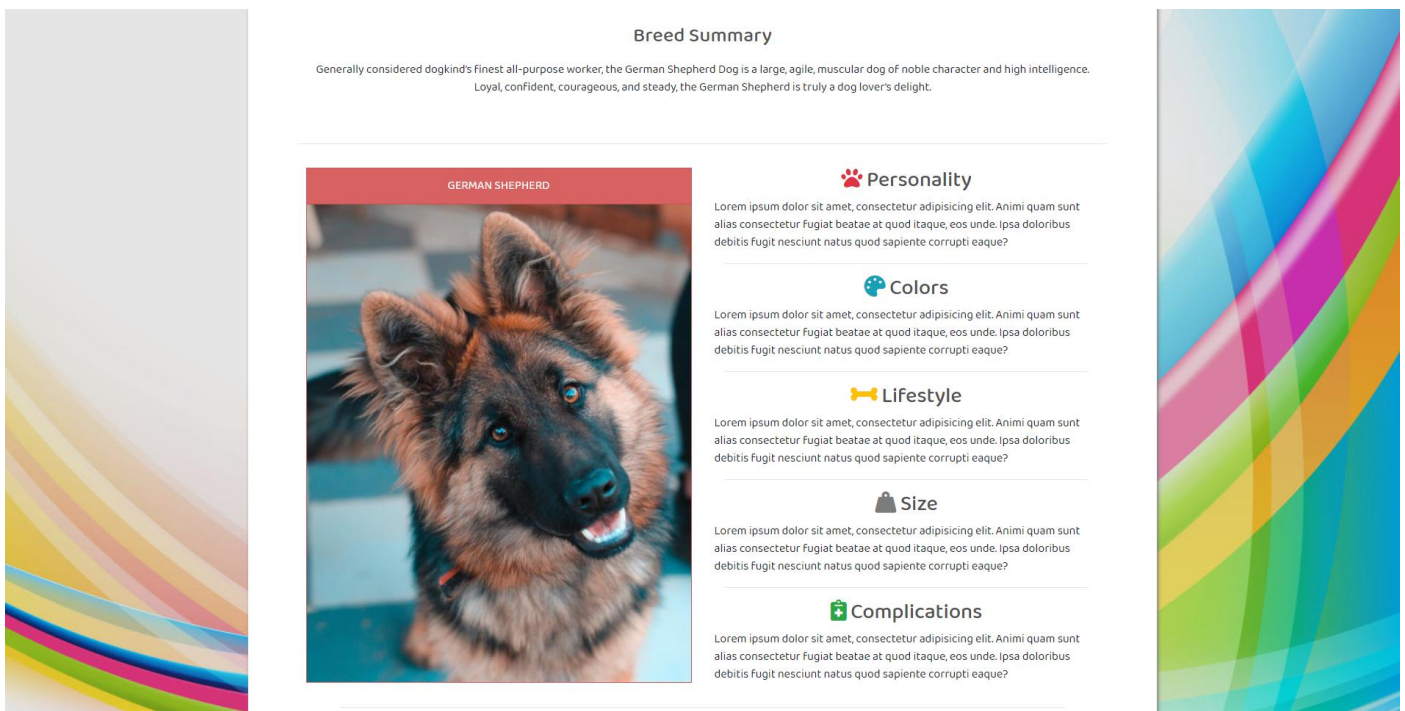 Breed Summary
Generally considered dogkind's finest all-purpose worker, the German Shepherd Dog is a large, agile, muscular dog of noble character and high intelligence.
Loyal, confident, courageous, and steady, the German Shepherd is truly a dog lover's delight.
GERMAN SHEPHERD
Personality
Lorem ipsum dolor sit amet, consectetur adipisicing elit. Animi quam sunt
alias consectetur fugiat beatae at quod itaque, eos unde. Ipsa doloribus
debitis fugit nesciunt natus quod sapiente corrupti eaque?
Colors
Lorem ipsum dolor sit amet, consectetur adipisicing elit. Animi quam sunt
alias consectetur fugiat beatae at quod itaque, eos unde. Ipsa doloribus
debitis fugit nesciunt natus quod sapiente corrupti eaque?
Lifestyle
Lorem ipsum dolor sit amet, consectetur adipisicing elit. Animi quam sunt
alias consectetur fugiat beatae at quod itaque, eos unde. Ipsa doloribus
debitis fugit nesciunt natus quod sapiente corrupti eaque?
Size
Lorem ipsum dolor sit amet, consectetur adipisicing elit. Animi quam sunt
alias consectetur fugiat beatae at quod itaque, eos unde. Ipsa doloribus
debitis fugit nesciunt natus quod sapiente corrupti eaque?
Complications
Lorem ipsum dolor sit amet, consectetur adipisicing elit. Animi quam sunt
alias consectetur fugiat beatae at quod itaque, eos unde. Ipsa doloribus
debitis fugit nesciunt natus quod sapiente corrupti eaque?